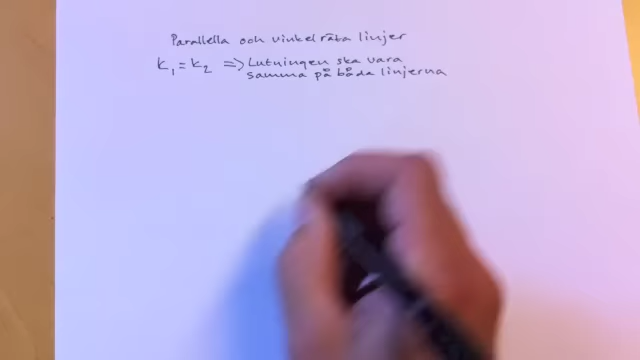 Parallella och vinkelräta linjer
k₁ = k₂ => Lutningen ska vara
samma på båda linjerna